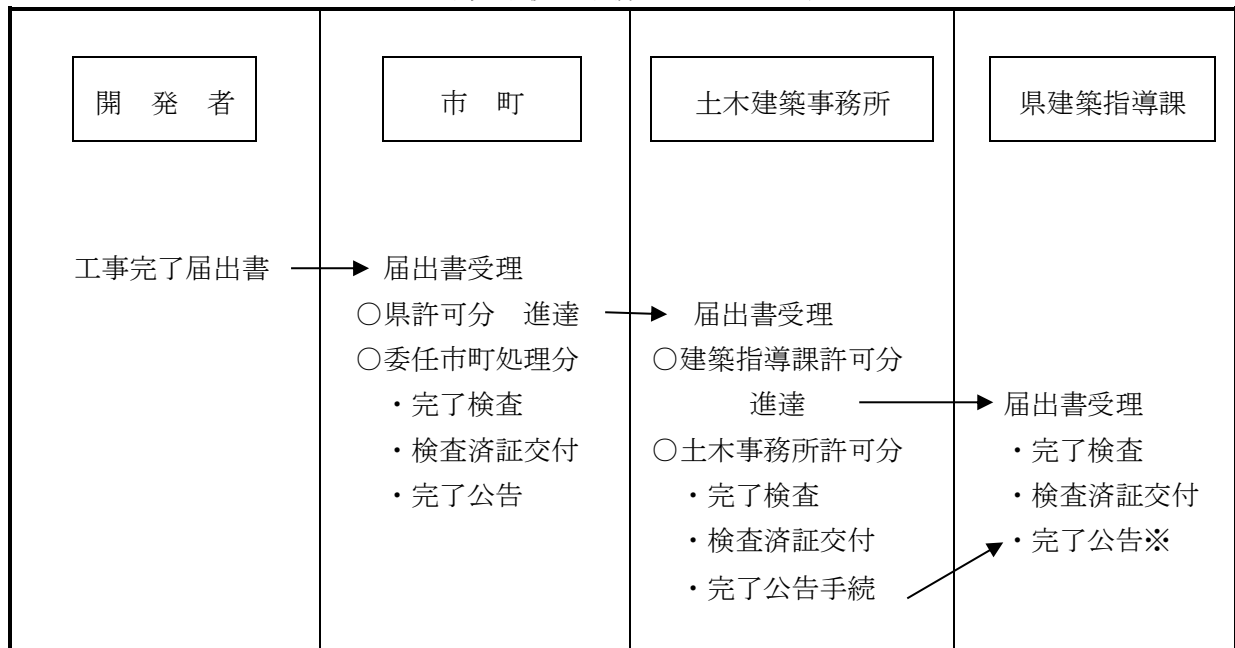 開 発 者
市 町
土木建築事務所
県建築指導課
工事完了届出書
届出書受理
○県許可分 進達
○委任市町処理分
・完了検査
・検査済証交付
・完了公告
届出書受理
○建築指導課許可分
進達
○土木事務所許可分
・完了検査
・検査済証交付
・完了公告手続
届出書受理
・完了検査
・検査済証交付
・完了公告※